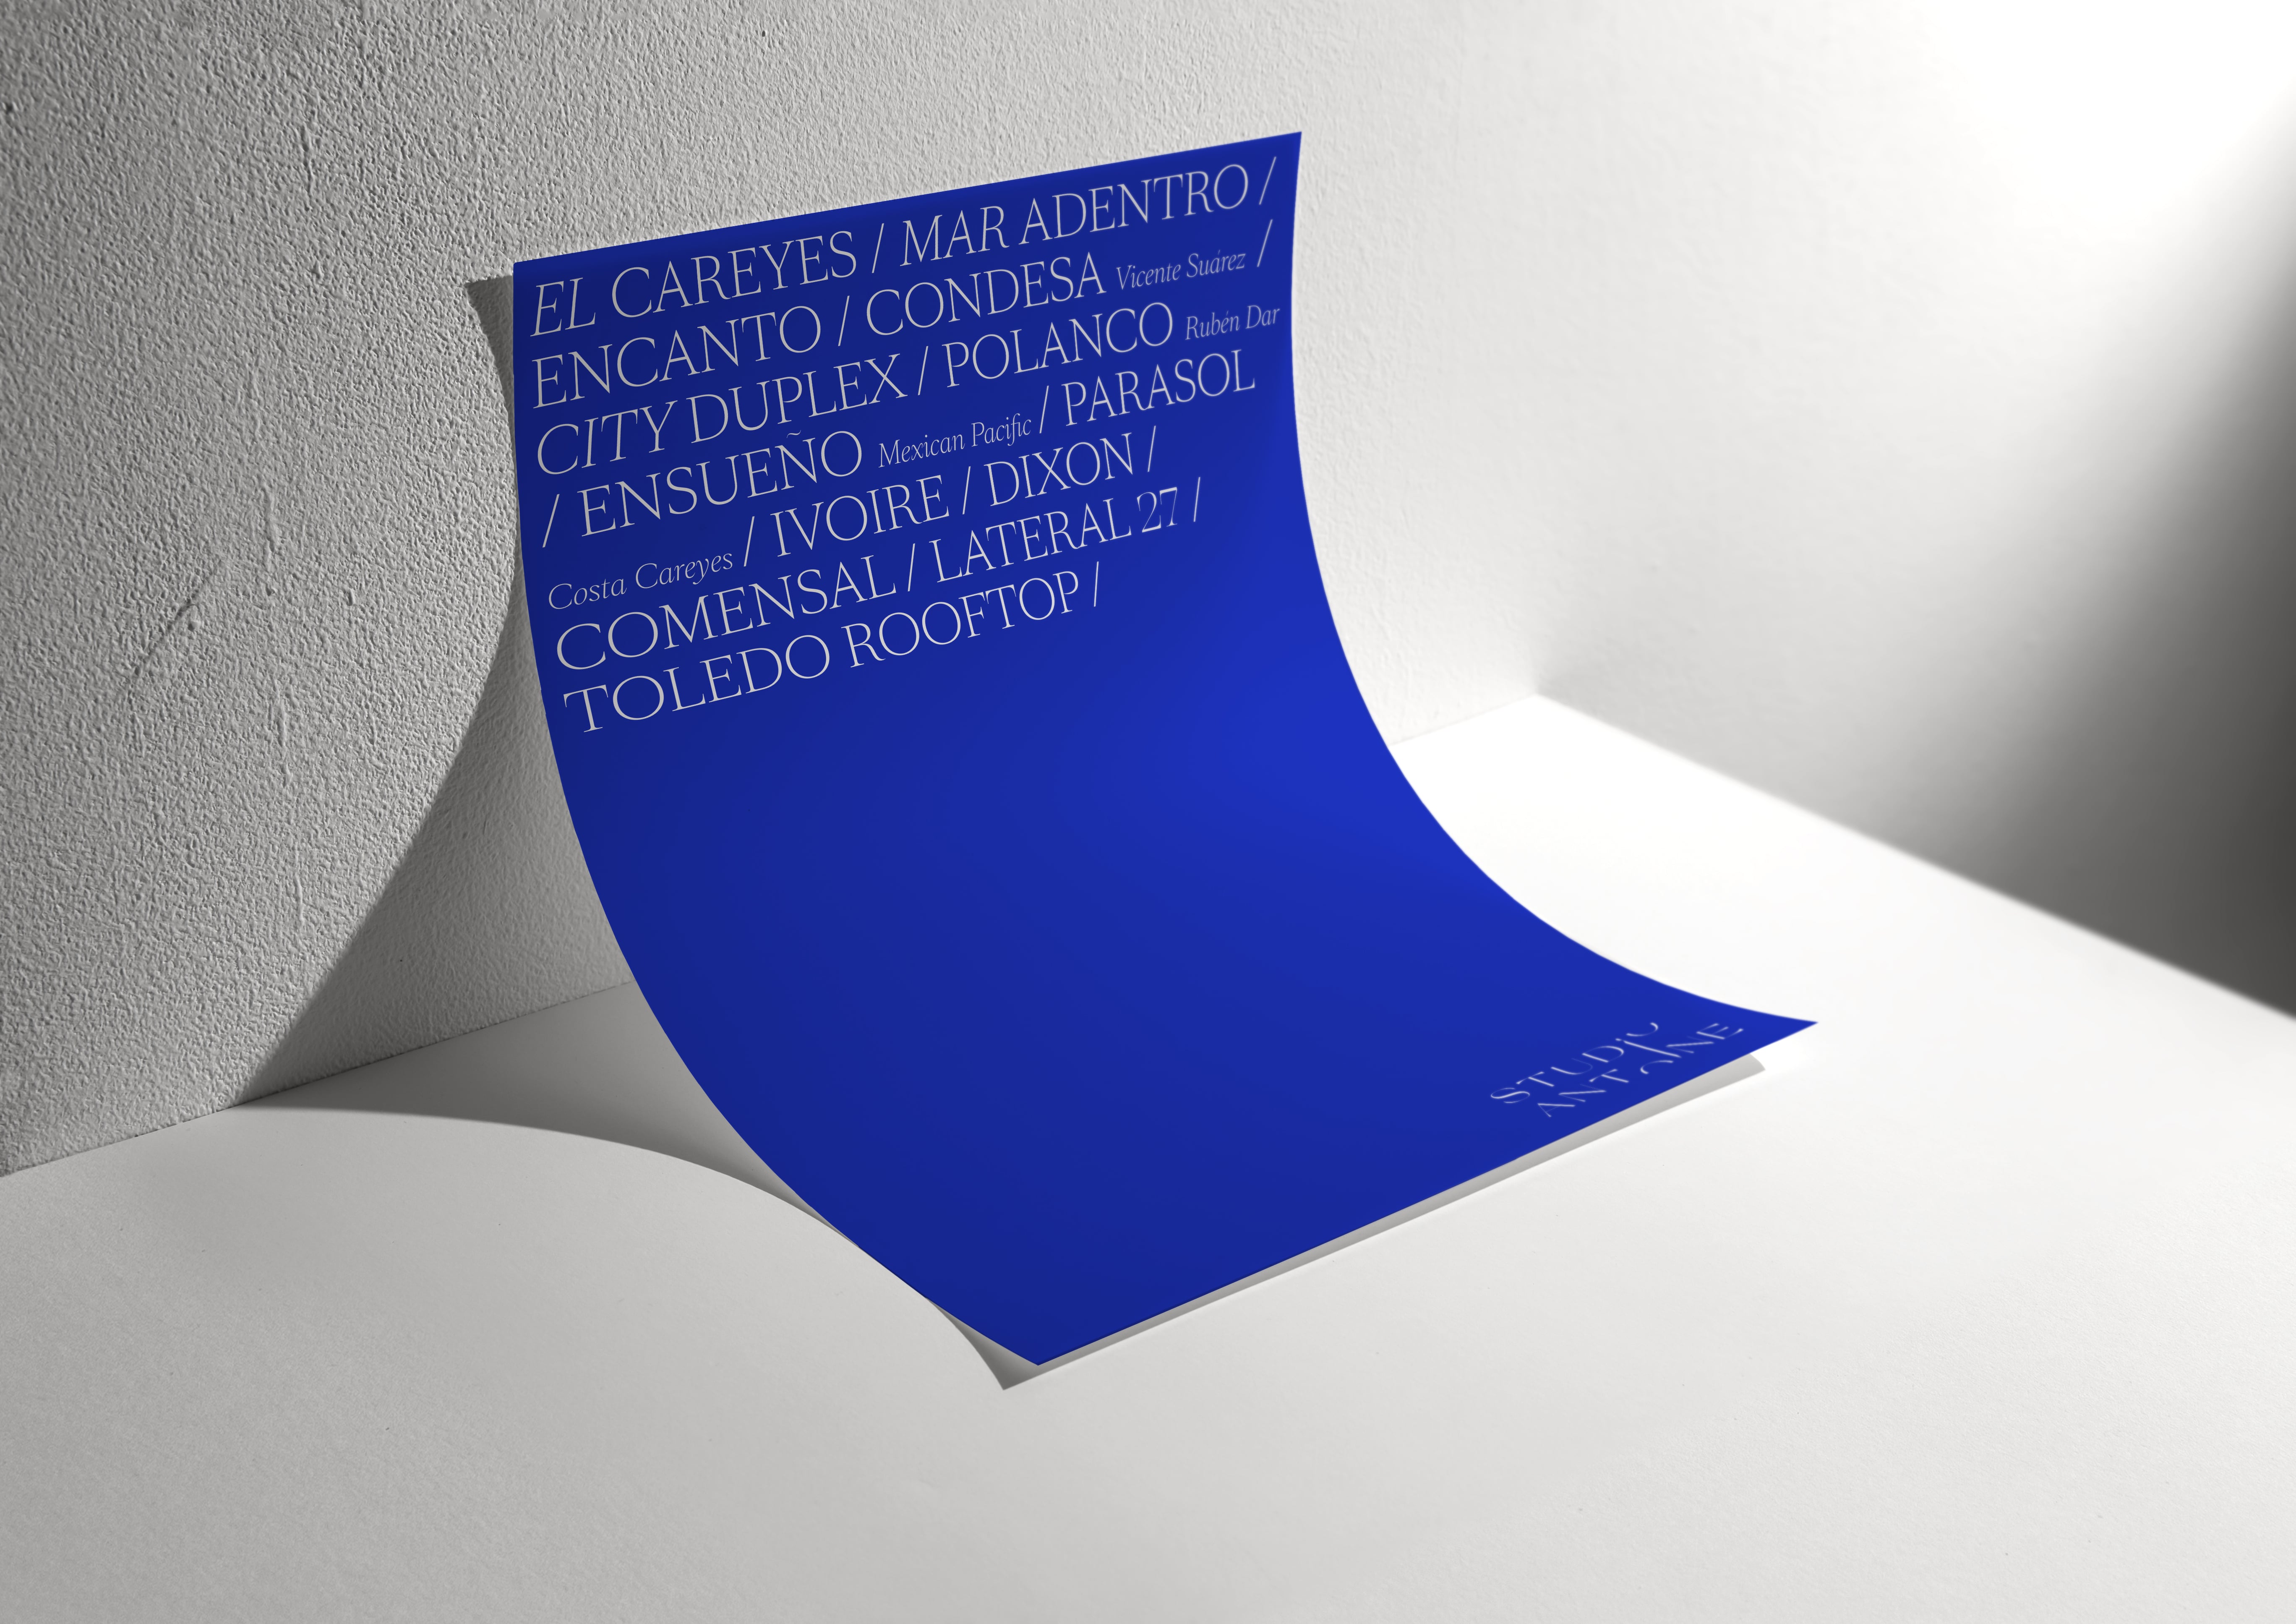 EL CAREYES / MAR ADENTRO /
ENCANTO / CONDESA Vicente Suárez /
CITY DUPLEX / POLANCO Rubén Dar
/ ENSUEÑO Mexican Pacific / PARASOL
Costa Careyes / IVOIRE / DIXON /
COMENSAL / LATERAL 27 /
TOLEDO ROOFTOP /
STUDIO
ANTOINE